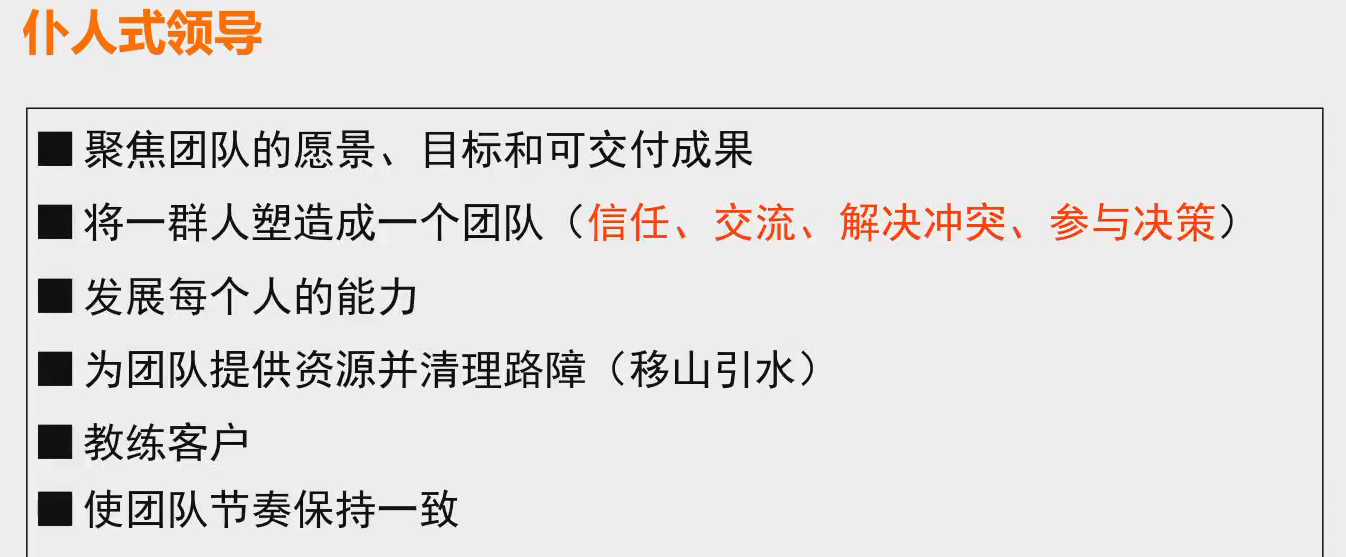 仆人式领导
■ 聚焦团队的愿景、目标和可交付成果
■ 将一群人塑造成一个团队（信任、交流、解决冲突、参与决策）
■ 发展每个人的能力
■ 为团队提供资源并清理路障（移山引水）
■ 教练客户
■ 使团队节奏保持一致